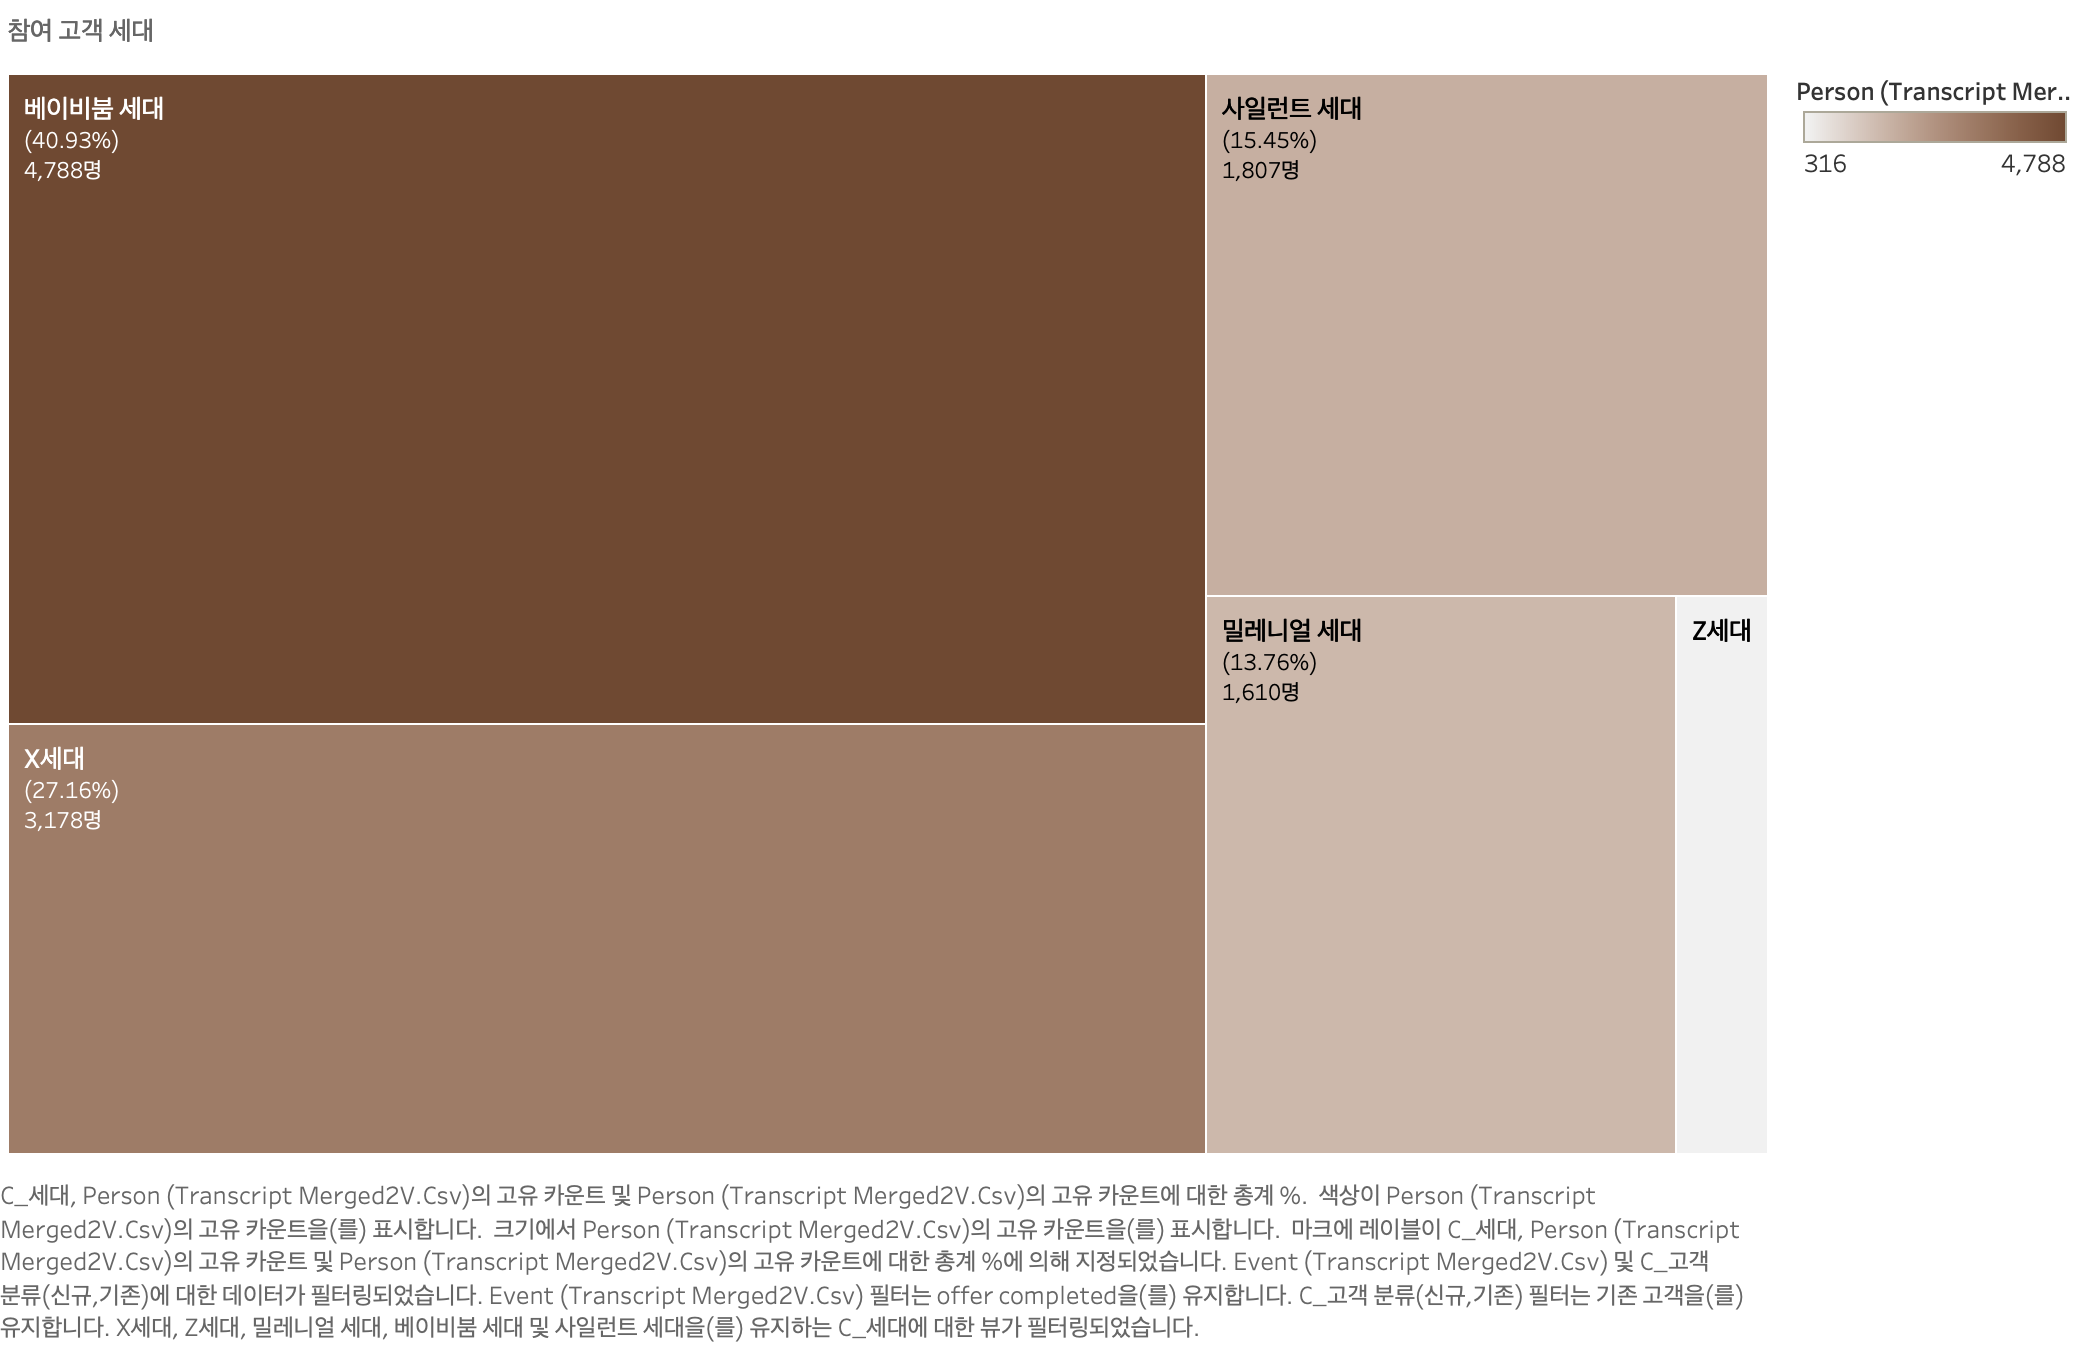 참여 고객 세대
베이비붐 세대
(40.93%)
4,788명
사일런트 세대
(15.45%)
1,807명
Person (Transcript Mer..
316
4,788
밀레니얼 세대
(13.76%)
1,610명
Z세대
X세대
(27.16%)
3,178명
C_세대, Person (Transcript Merged2V.Csv)의 고유 카운트 및 Person (Transcript Merged2V.Csv)의 고유 카운트에 대한 총계 %.  색상이 Person (Transcript
Merged2V.Csv)의 고유 카운트을(를) 표시합니다.  크기에서 Person (Transcript Merged2V.Csv)의 고유 카운트을(를) 표시합니다.  마크에 레이블이 C_세대, Person (Transcript
Merged2V.Csv)의 고유 카운트 및 Person (Transcript Merged2V.Csv)의 고유 카운트에 대한 총계 %에 의해 지정되었습니다. Event (Transcript Merged2V.Csv) 및 C_고객
분류(신규,기존)에 대한 데이터가 필터링되었습니다. Event (Transcript Merged2V.Csv) 필터는 offer completed을(를) 유지합니다. C_고객 분류(신규,기존) 필터는 기존 고객을(를)
유지합니다. X세대, Z세대, 밀레니얼 세대, 베이비붐 세대 및 사일런트 세대을(를) 유지하는 C_세대에 대한 뷰가 필터링되었습니다.